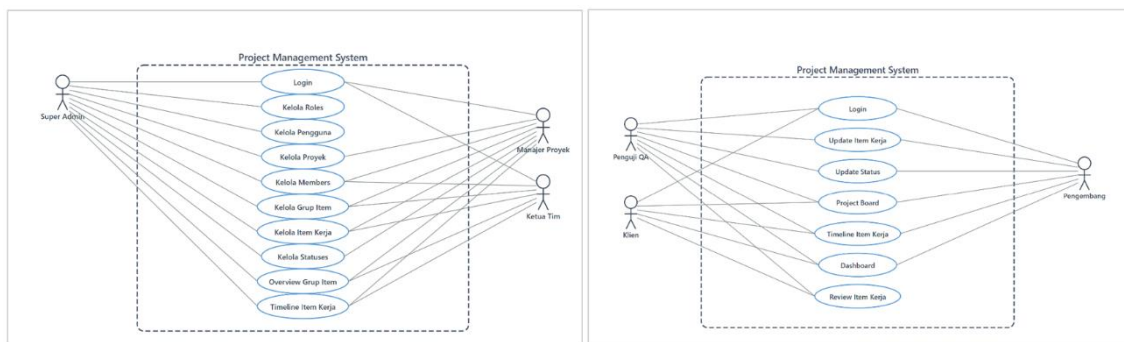 Project Management System
Login
Kelola Roles
Super Admin
Kelola Pengguna
Manajer Proyek
Kelola Proyek
Kelola Members
Kelola Grup Item
Ketua Tim
Kelola Item Kerja
Kelola Statuses
Overview Grup Item
Timeline Item Kerja
Project Management System
Login
Update Item Kerja
Penguji QA
Update Status
Pengembang
Project Board
Klien
Timeline Item Kerja
Dashboard
Review Item Kerja